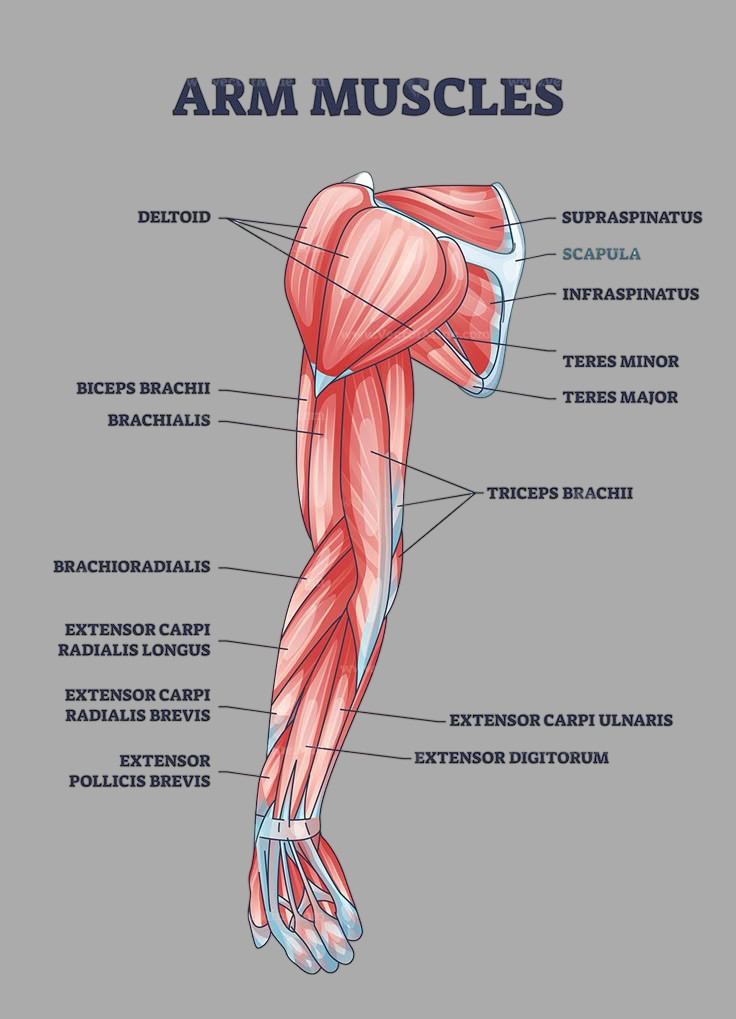 ARM MUSCLES
DELTOID
SUPRASPINATUS
SCAPULA
INFRASPINATUS
TERES MINOR
TERES MAJOR
BICEPS BRACHII
BRACHIALIS
TRICEPS BRACHII
BRACHIORADIALIS
EXTENSOR CARPI
RADIALIS LONGUS
EXTENSOR CARPI
RADIALIS BREVIS
EXTENSOR CARPI ULNARIS
EXTENSOR DIGITORUM
EXTENSOR
POLLICIS BREVIS